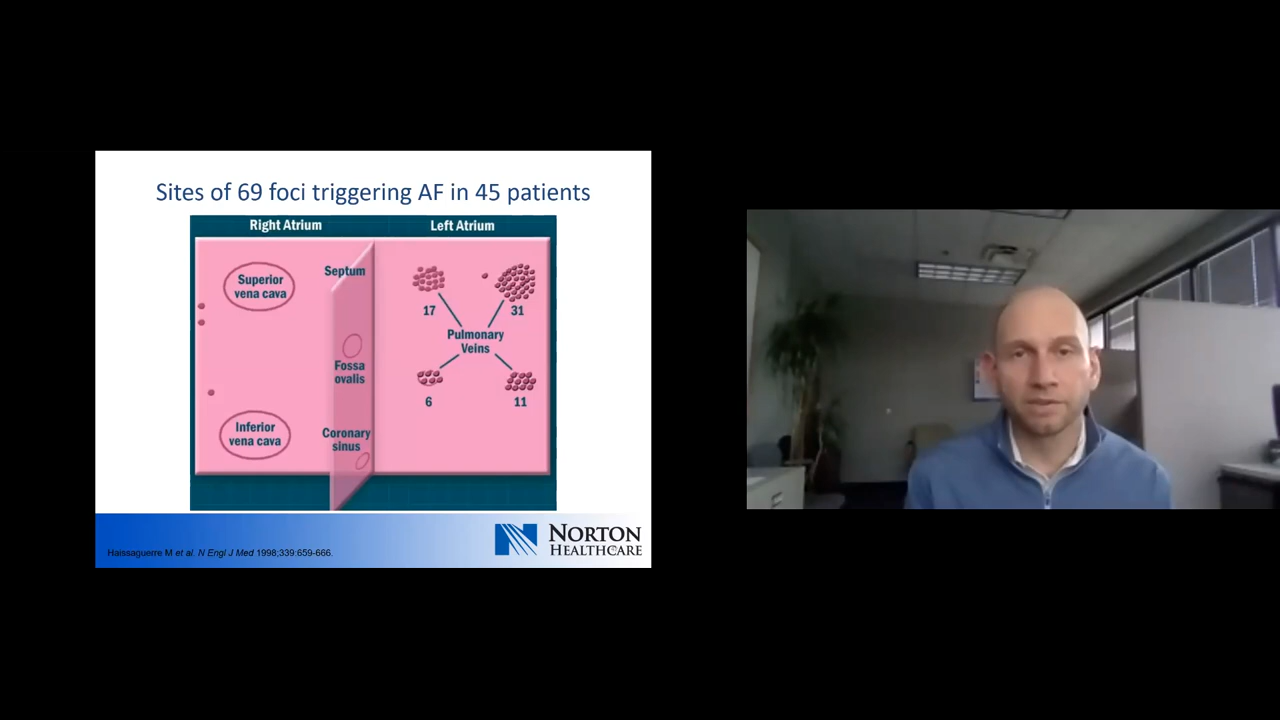 Sites of 69 foci triggering AF in 45 patients
Right Atrium
Left Atrium
Superior
vena cava
Septum
17
31
Pulmonary
Veins
Fossa
ovalis
6
11
Inferior
vena cava
Coronary
sinus
Haissaguerre M et al. N Engl J Med 1998;339:659-666.
NORTON
HEALTHCARE